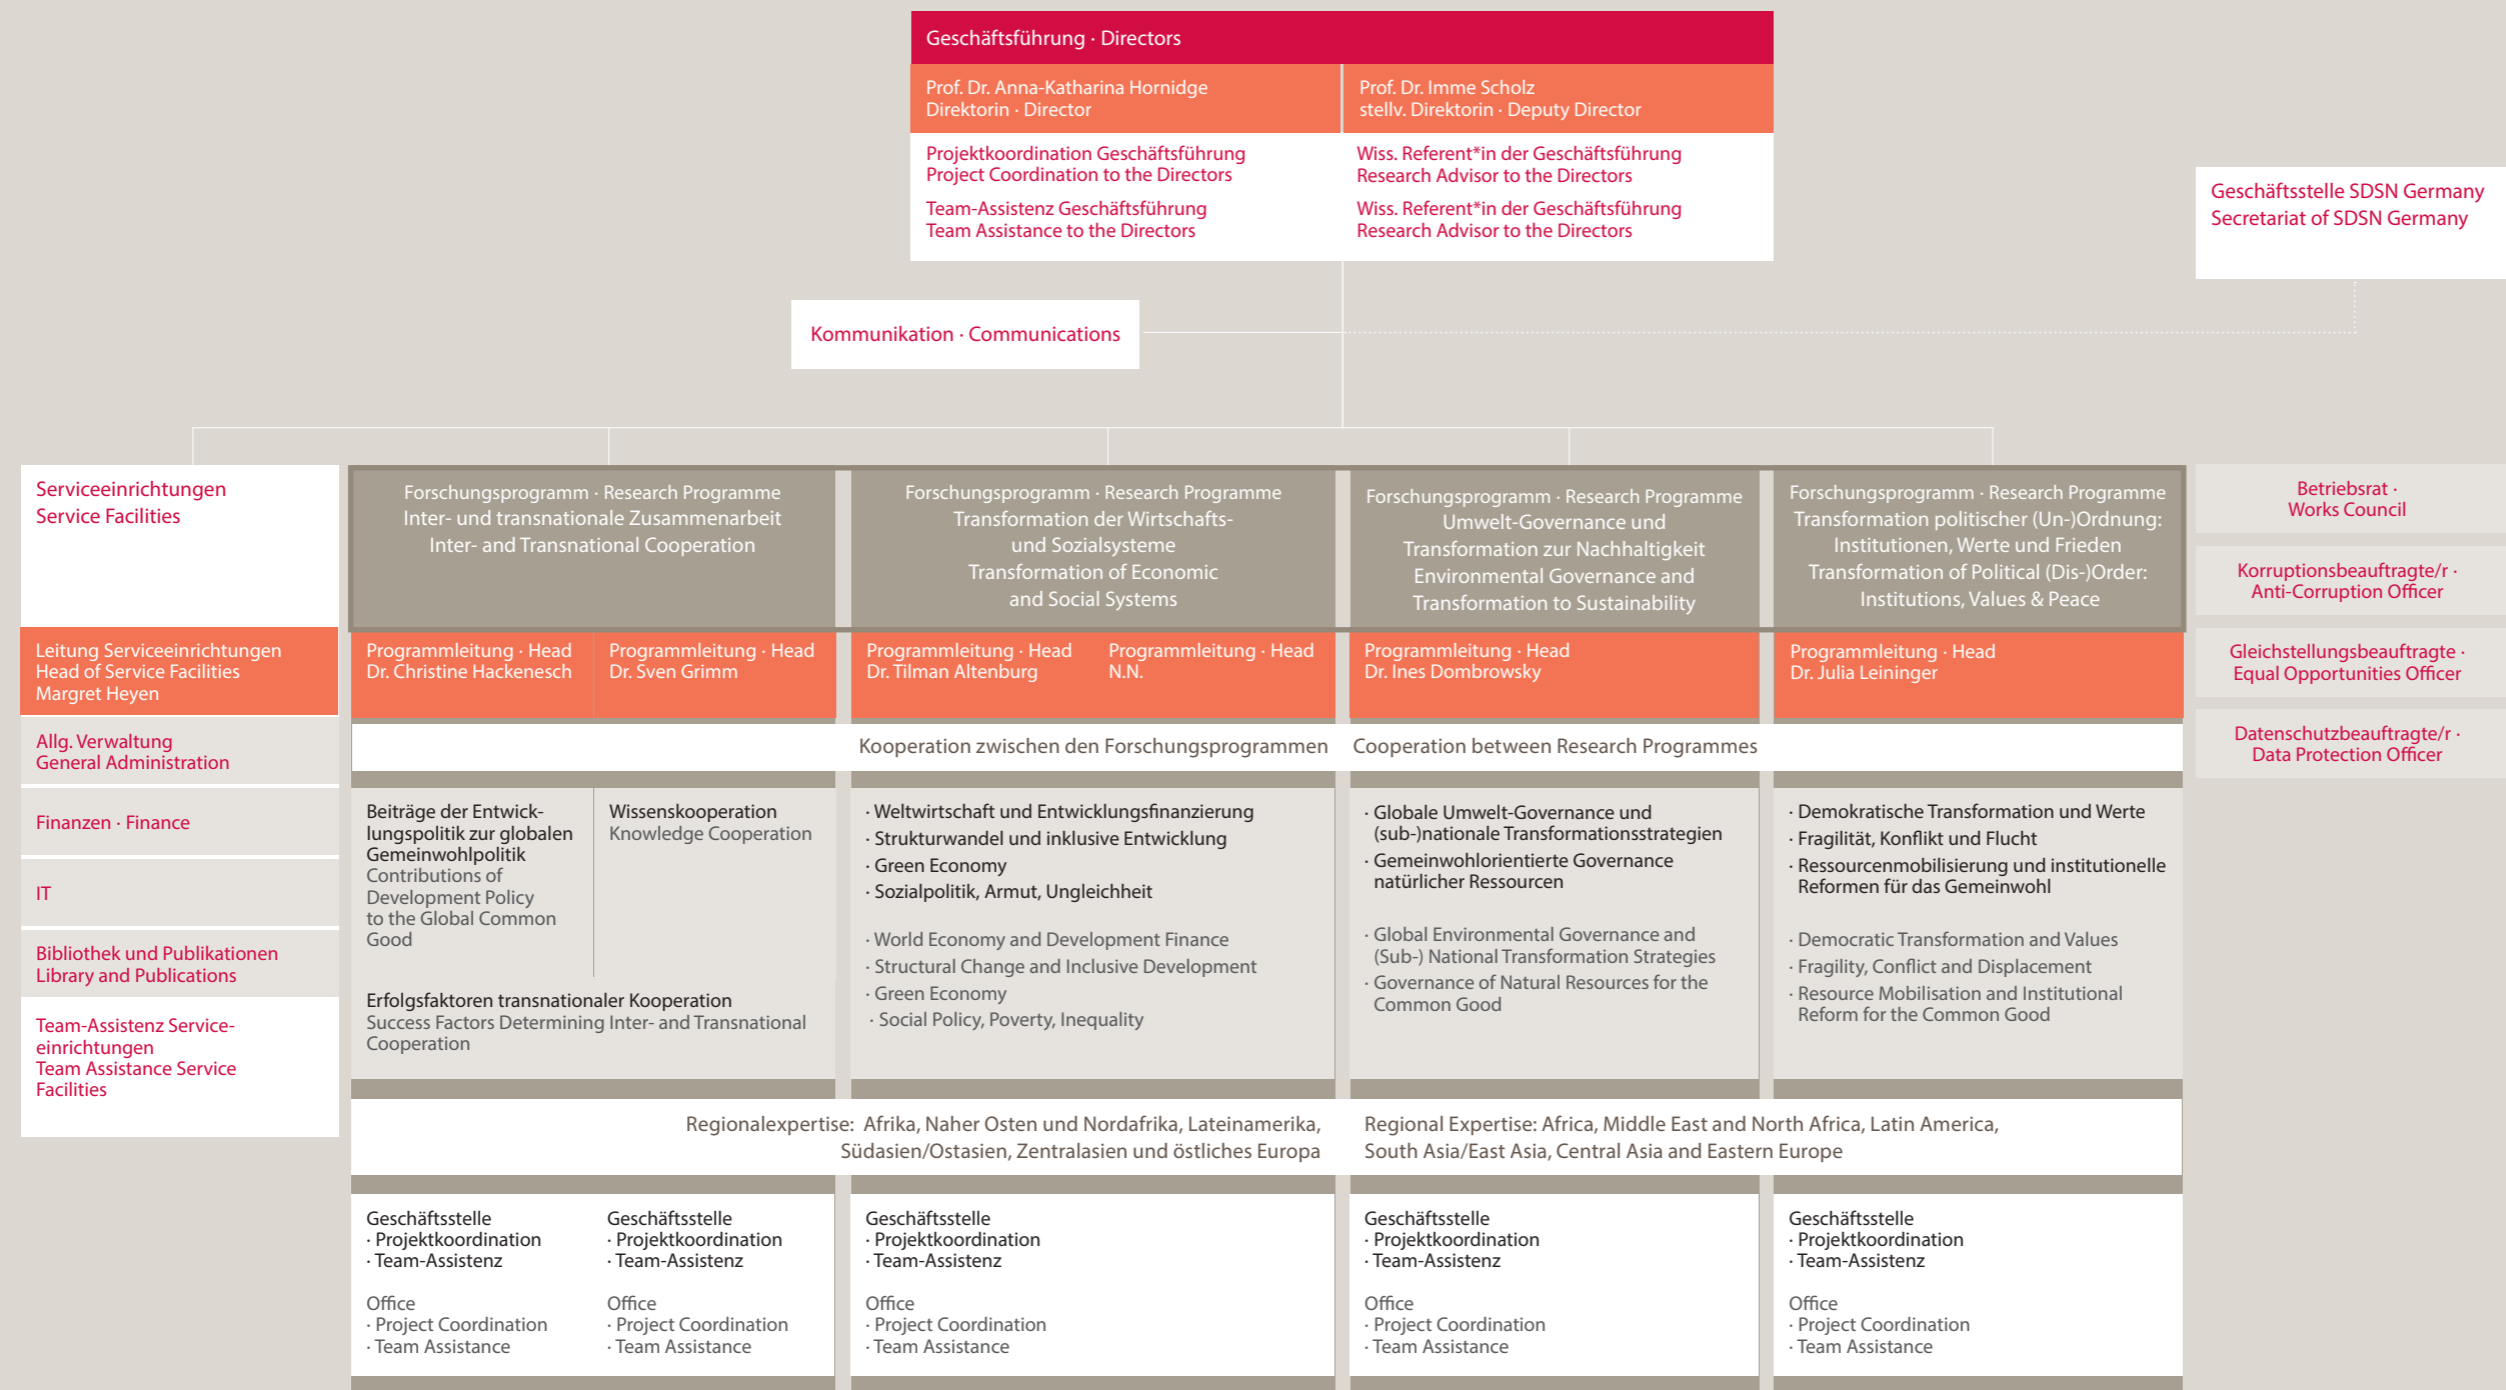 Geschäftsführung · Directors
Prof. Dr. Anna-Katharina Hornidge
Direktorin · Director
Prof. Dr. Imme Scholz
stellv. Direktorin · Deputy Director
Projektkoordination Geschäftsführung
Project Coordination to the Directors
Team-Assistenz Geschäftsführung
Team Assistance to the Directors
Wiss. Referent*in der Geschäftsführung
Research Advisor to the Directors
Wiss. Referent*in der Geschäftsführung
Research Advisor to the Directors
Geschäftsstelle SDSN Germany
Secretariat of SDSN Germany
Kommunikation · Communications
Serviceeinrichtungen
Service Facilities
Leitung Serviceeinrichtungen
Head of Service Facilities
Margret Heyen
Allg. Verwaltung
General Administration
Finanzen · Finance
IT
Bibliothek und Publikationen
Library and Publications
Team-Assistenz Service-
einrichtungen
Team Assistance Service
Facilities
Forschungsprogramm · Research Programme
Inter- und transnationale Zusammenarbeit
Inter- and Transnational Cooperation
Forschungsprogramm · Research Programme
Transformation der Wirtschafts-
und Sozialsysteme
Transformation of Economic
and Social Systems
Forschungsprogramm · Research Programme
Umwelt-Governance und
Transformation zur Nachhaltigkeit
Environmental Governance and
Transformation to Sustainability
Forschungsprogramm · Research Programme
Transformation politischer (Un-)Ordnung:
Institutionen, Werte und Frieden
Transformation of Political (Dis-)Order:
Institutions, Values & Peace
Programmleitung · Head
Dr. Christine Hackenesch
Programmleitung · Head
Dr. Sven Grimm
Programmleitung · Head
Dr. Tilman Altenburg
Programmleitung · Head
N.N.
Programmleitung · Head
Dr. Ines Dombrowsky
Programmleitung · Head
Dr. Julia Leininger
Kooperation zwischen den Forschungsprogrammen
Cooperation between Research Programmes
Beiträge der Entwick-
lungspolitik zur globalen
Gemeinwohlpolitik
Contributions of
Development Policy
to the Global Common
Good
Wissenskooperation
Knowledge Cooperation
Erfolgsfaktoren transnationaler Kooperation
Success Factors Determining Inter- and Transnational
Cooperation
· Weltwirtschaft und Entwicklungsfinanzierung
· Strukturwandel und inklusive Entwicklung
· Green Economy
· Sozialpolitik, Armut, Ungleichheit
· World Economy and Development Finance
· Structural Change and Inclusive Development
· Green Economy
· Social Policy, Poverty, Inequality
· Globale Umwelt-Governance und
(sub-)nationale Transformationsstrategien
· Gemeinwohlorientierte Governance
natürlicher Ressourcen
· Global Environmental Governance and
(Sub-) National Transformation Strategies
· Governance of Natural Resources for the
Common Good
· Demokratische Transformation und Werte
· Fragilität, Konflikt und Flucht
· Ressourcenmobilisierung und institutionelle
Reformen für das Gemeinwohl
· Democratic Transformation and Values
· Fragility, Conflict and Displacement
· Resource Mobilisation and Institutional
Reform for the Common Good
Regionalexpertise: Afrika, Naher Osten und Nordafrika, Lateinamerika,
Südasien/Ostasien, Zentralasien und östliches Europa
Regional Expertise: Africa, Middle East and North Africa, Latin America,
South Asia/East Asia, Central Asia and Eastern Europe
Geschäftsstelle
· Projektkoordination
· Team-Assistenz
Office
· Project Coordination
· Team Assistance
Geschäftsstelle
· Projektkoordination
· Team-Assistenz
Office
· Project Coordination
· Team Assistance
Geschäftsstelle
· Projektkoordination
· Team-Assistenz
Office
· Project Coordination
· Team Assistance
Geschäftsstelle
· Projektkoordination
· Team-Assistenz
Office
· Project Coordination
· Team Assistance
Geschäftsstelle
· Projektkoordination
· Team-Assistenz
Office
· Project Coordination
· Team Assistance
Betriebsrat ·
Works Council
Korruptionsbeauftragte/r ·
Anti-Corruption Officer
Gleichstellungsbeauftragte ·
Equal Opportunities Officer
Datenschutzbeauftragte/r ·
Data Protection Officer